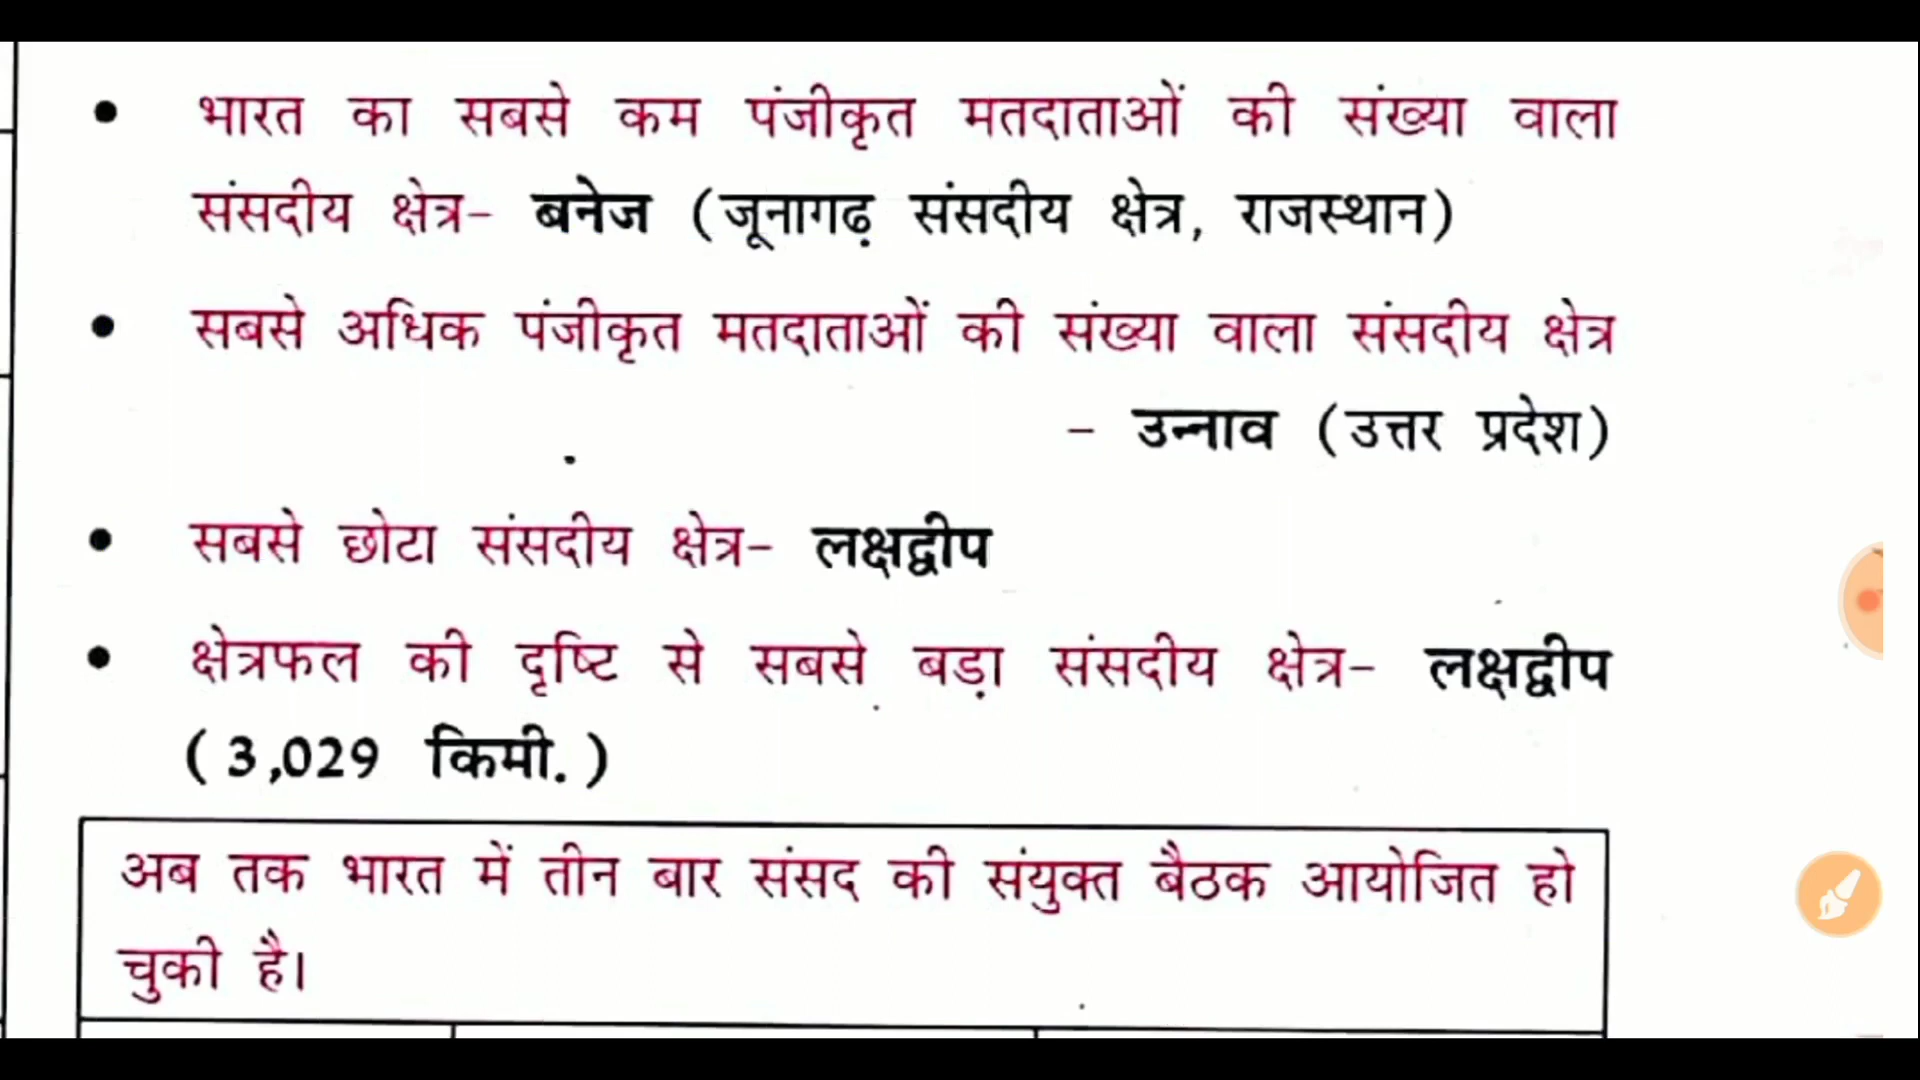 • भारत का सबसे कम पंजीकृत मतदाताओं की संख्या वाला
संसदीय क्षेत्र- बनेज (जूनागढ़ संसदीय क्षेत्र, राजस्थान)
• सबसे अधिक पंजीकृत मतदाताओं की संख्या वाला संसदीय क्षेत्र
- उन्नाव (उत्तर प्रदेश)
• सबसे छोटा संसदीय क्षेत्र- लक्षद्वीप
• क्षेत्रफल की दृष्टि से सबसे बड़ा संसदीय क्षेत्र- लक्षद्वीप
(3,029 किमी.)
अब तक भारत में तीन बार संसद की संयुक्त बैठक आयोजित हो
चुकी है।